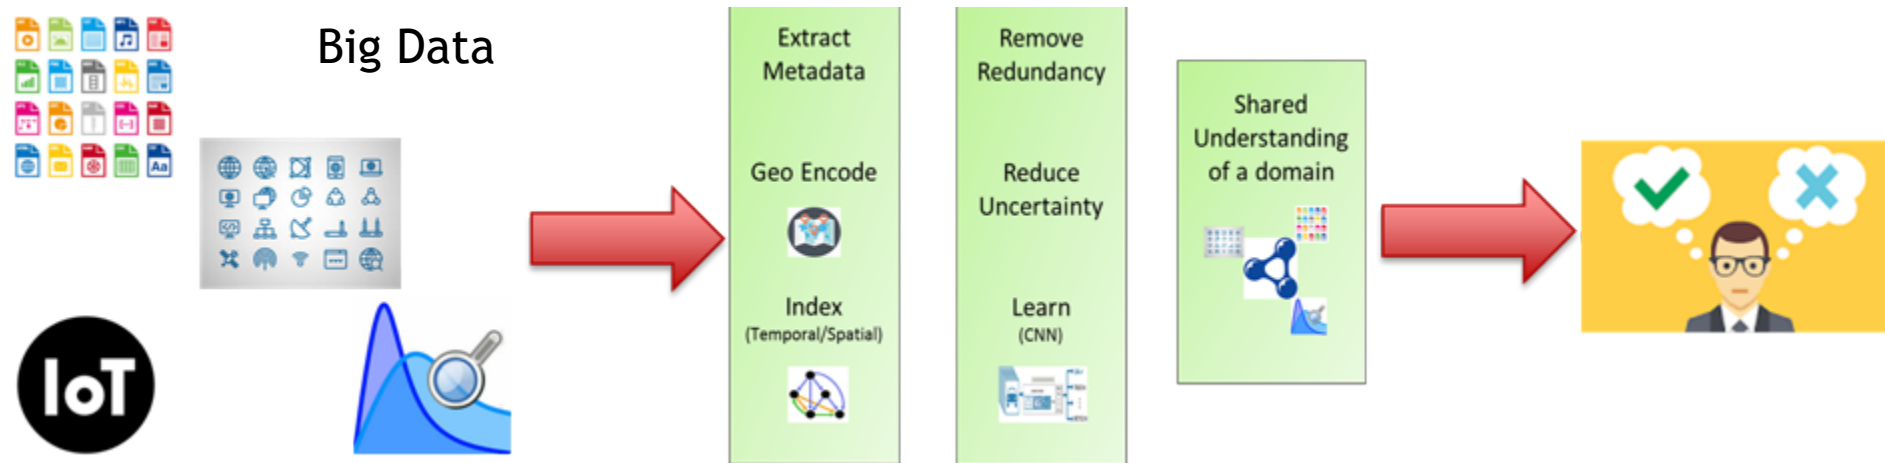 Big Data
IoT
Aa
Extract
Metadata
Geo Encode
Index
(Temporal/Spatial)
Remove
Redundancy
Reduce
Uncertainty
Learn
(CNN)
Shared
Understanding
of a domain